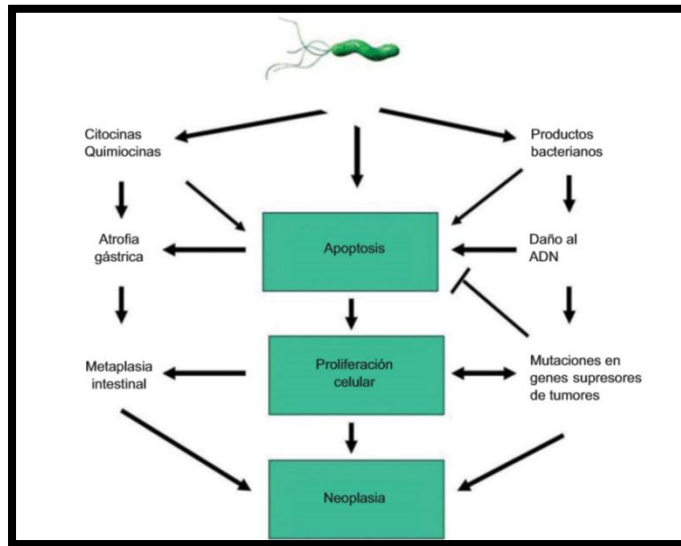 Citocinas
Quimiocinas
Productos
bacterianos
Atrofia
gástrica
Apoptosis
Daño al
ADN
Metaplasia
intestinal
Proliferación
celular
Mutaciones en
genes supresores
de tumores
Neoplasia